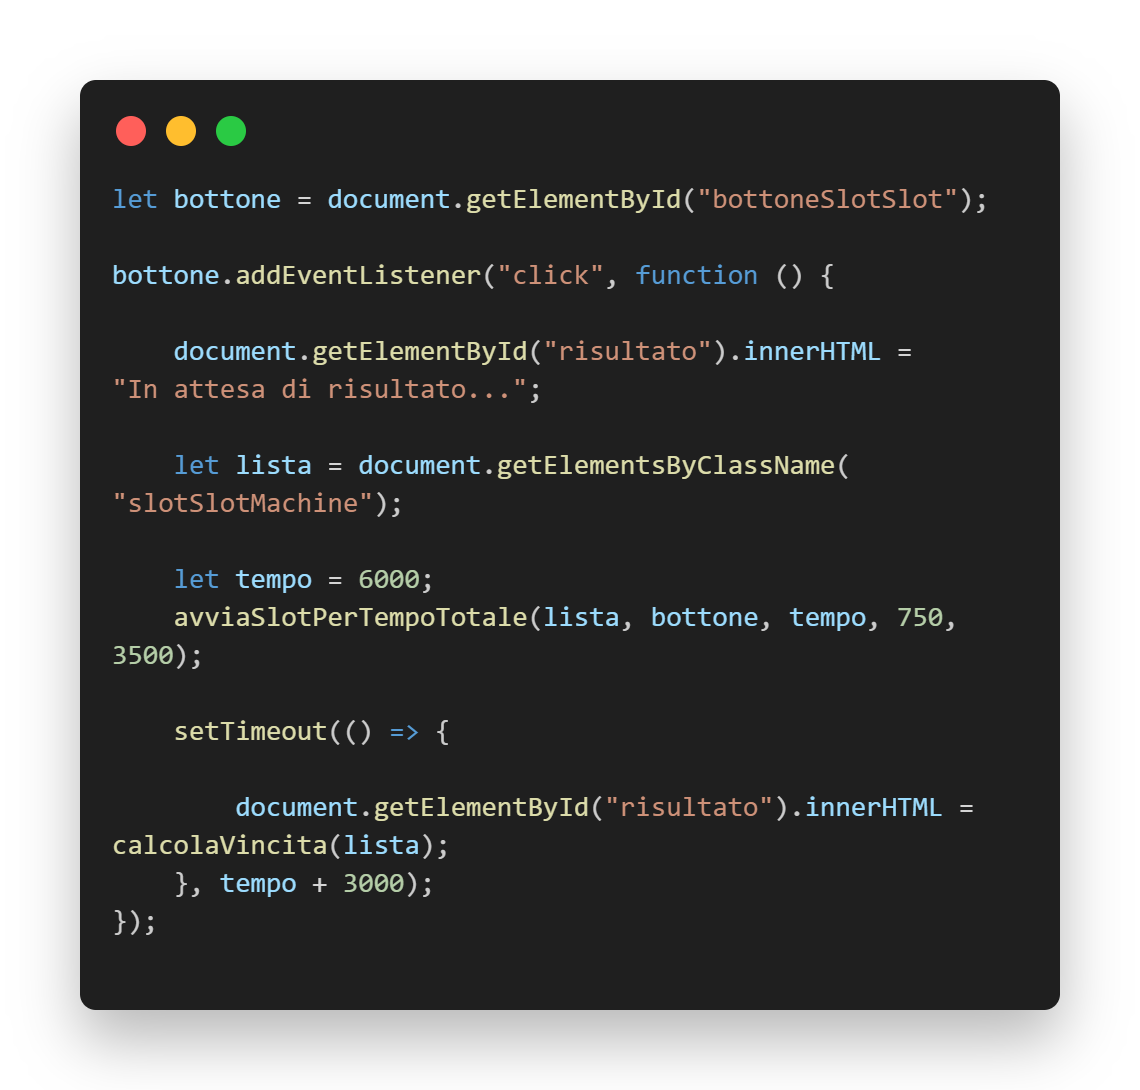 let bottone = document.getElementById("bottoneSlotSlot");
bottone.addEventListener("click", function () {
document.getElementById("risultato").innerHTML =
"In attesa di risultato...";
let lista = document.getElementsByClassName(
"slotSlotMachine");
let tempo = 6000;
avviaSlotPerTempoTotale(lista, bottone, tempo, 750,
3500);
setTimeout(() => {
document.getElementById("risultato").innerHTML =
calcolaVincita(lista);
}, tempo + 3000);
});